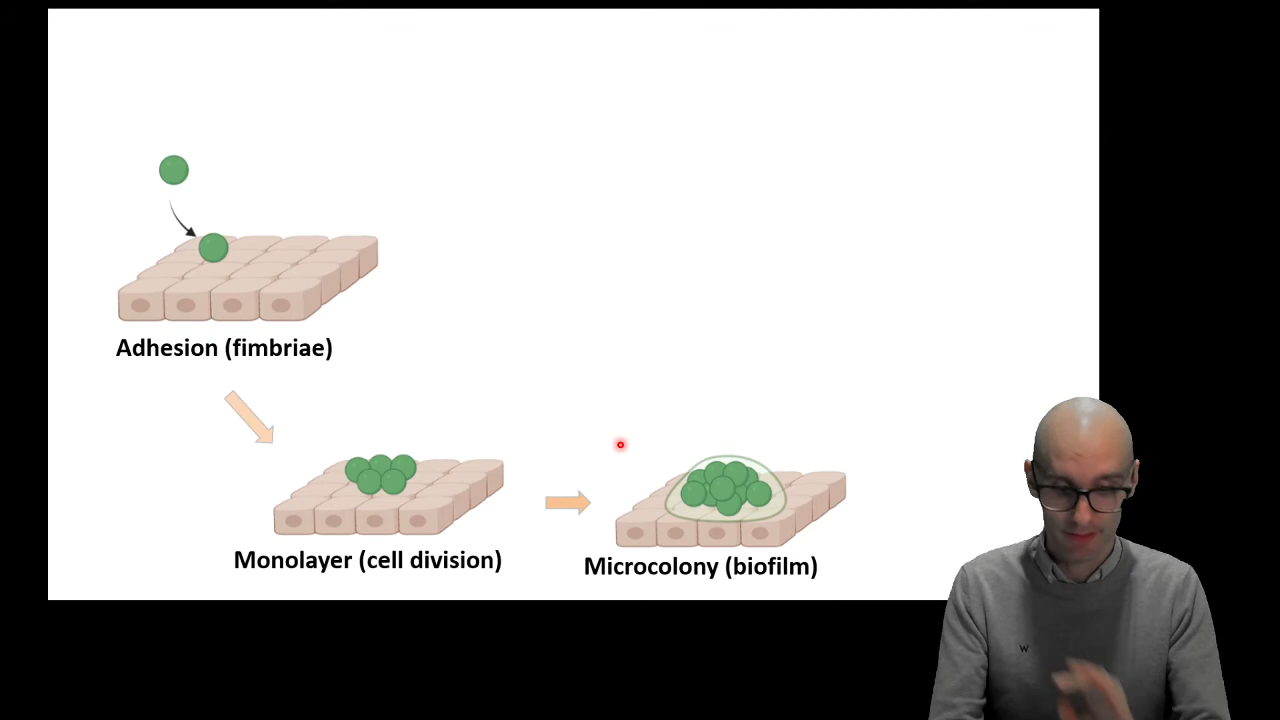 Adhesion (fimbriae)
Monolayer (cell division)
Microcolony (biofilm)
W